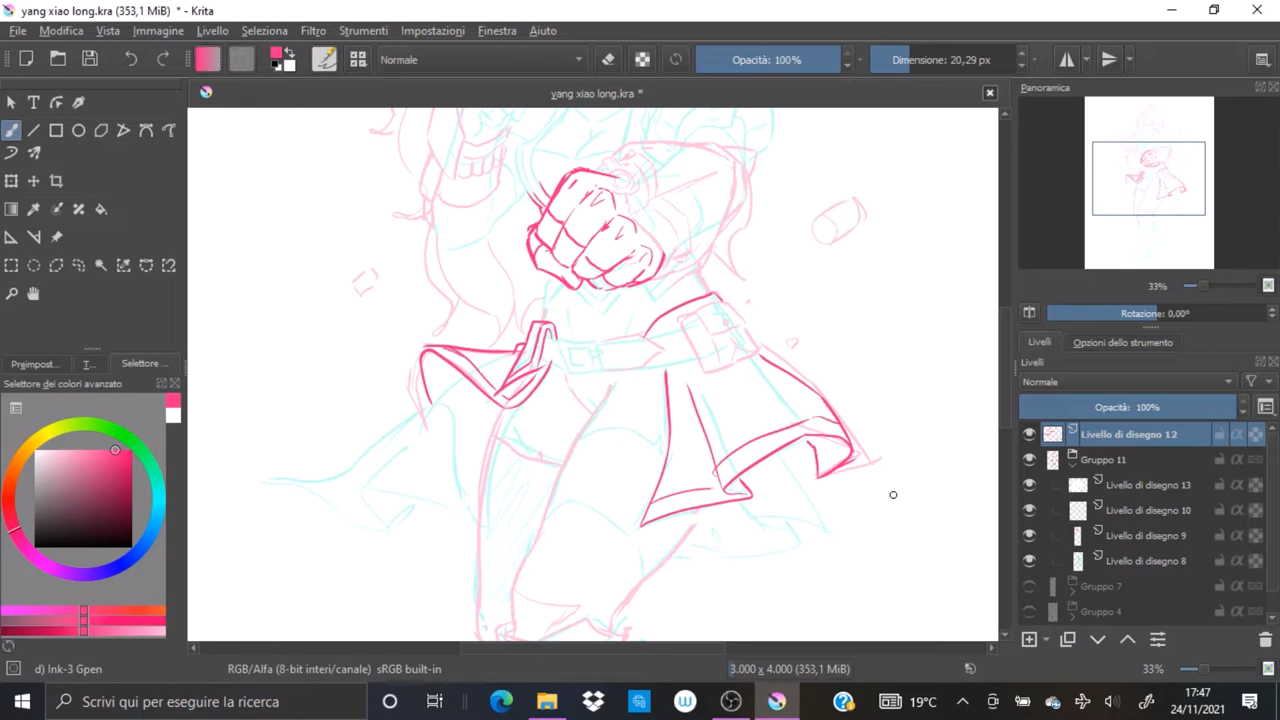 yang xiao long.kra (353,1 MiB) * - Krita
File Modifica Vista Immagine Livello Seleziona Filtro Strumenti Impostazioni Finestra Aiuto
Normale Opacità: 100% Dimensione: 20,29 px
yang xiao long.kra *
Panoramica
33%
Rotazione: 0,00°
Livelli Opzioni dello strumento
Livelli
Normale
Opacità: 100%
Livello di disegno 12
Gruppo 11
Livello di disegno 13
Livello di disegno 10
Livello di disegno 9
Livello di disegno 8
Gruppo 7
Gruppo 4
Preimpost... T... Selettore ...
Selettore dei colori avanzato
d) Ink-3 Gpen RGB/Alfa (8-bit interi/canale) sRGB built-in 3.000 x 4.000 (353,1 MiB) 33%
Scrivi qui per eseguire la ricerca 19°C 17:47
24/11/2021